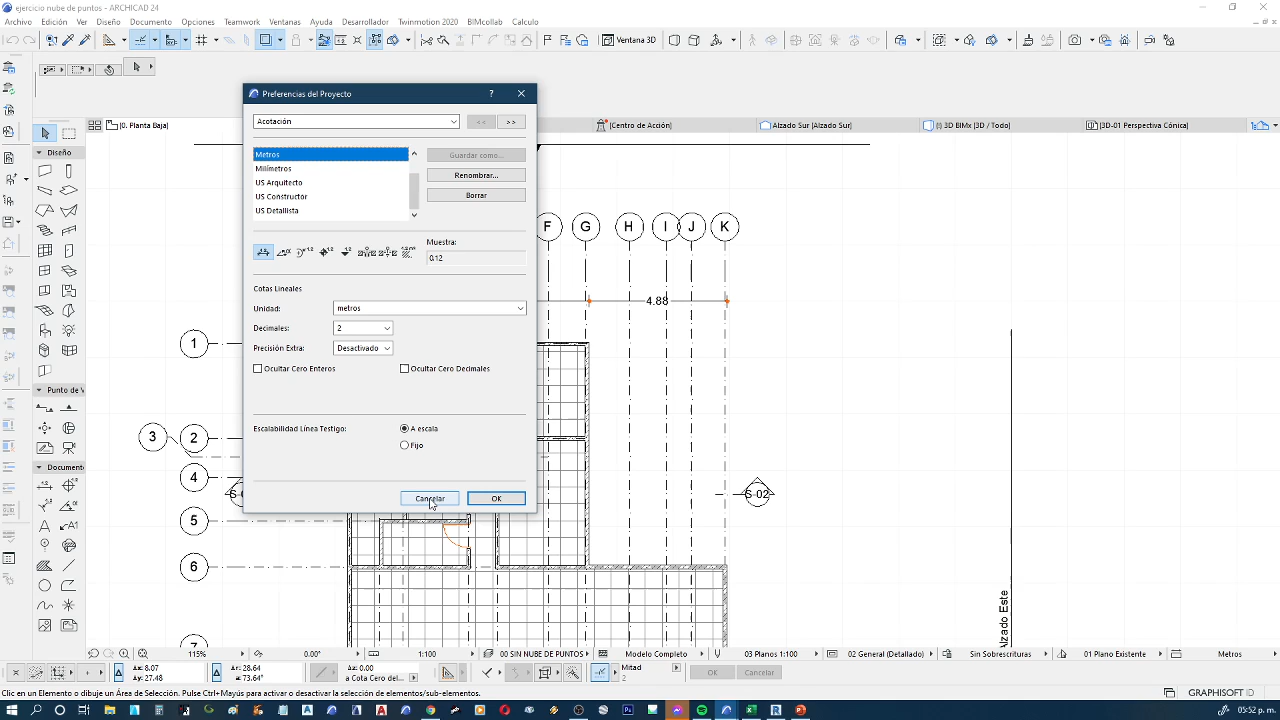 ejercicio nube de puntos - ARCHICAD 24
Archivo Edición Ver Diseño Documento Opciones Teamwork Ventanas Ayuda Desarrollador Twinmotion 2020 BIMcollab Cálculo
Ventana 3D
[0. Planta Baja]
[Centro de Acción]
Alzado Sur [Alzado Sur]
(!) 3D BIMx [3D / Todo]
[3D-01 Perspectiva Cónica]
Diseño
Punto de V
Documento
Preferencias del Proyecto
?
Acotación
<<
>>
Metros
Milímetros
US Arquitecto
US Constructor
US Detallista
Guardar como...
Renombrar...
Borrar
Muestra:
0.12
Cotas Lineales
Unidad:
metros
Decimales:
2
Precisión Extra:
Desactivado
Ocultar Cero Enteros
Ocultar Cero Decimales
Escalabilidad Línea Testigo:
A escala
Fijo
Cancelar
OK
F
G
H
I
J
K
4.88
1
3
2
4
S-02
5
6
7
Alzado Este
115%
0.00°
1:100
00 SIN NUBE DE PUNTOS
Modelo Completo
03 Planos 1:100
02 General (Detallado)
Sin Sobrescrituras
01 Plano Existente
Metros
Δx: 8.07
Δy: 27.48
Δr: 28.64
α: 73.64°
Δz: 0.00
a Cota Cero del...
Mitad
2
OK
Cancelar
Clic en un Elemento o dibuje un Área de Selección. Pulse Ctrl+Mayús para activar o desactivar la selección de elementos/sub-elementos.
GRAPHISOFT ID
05:52 p. m.